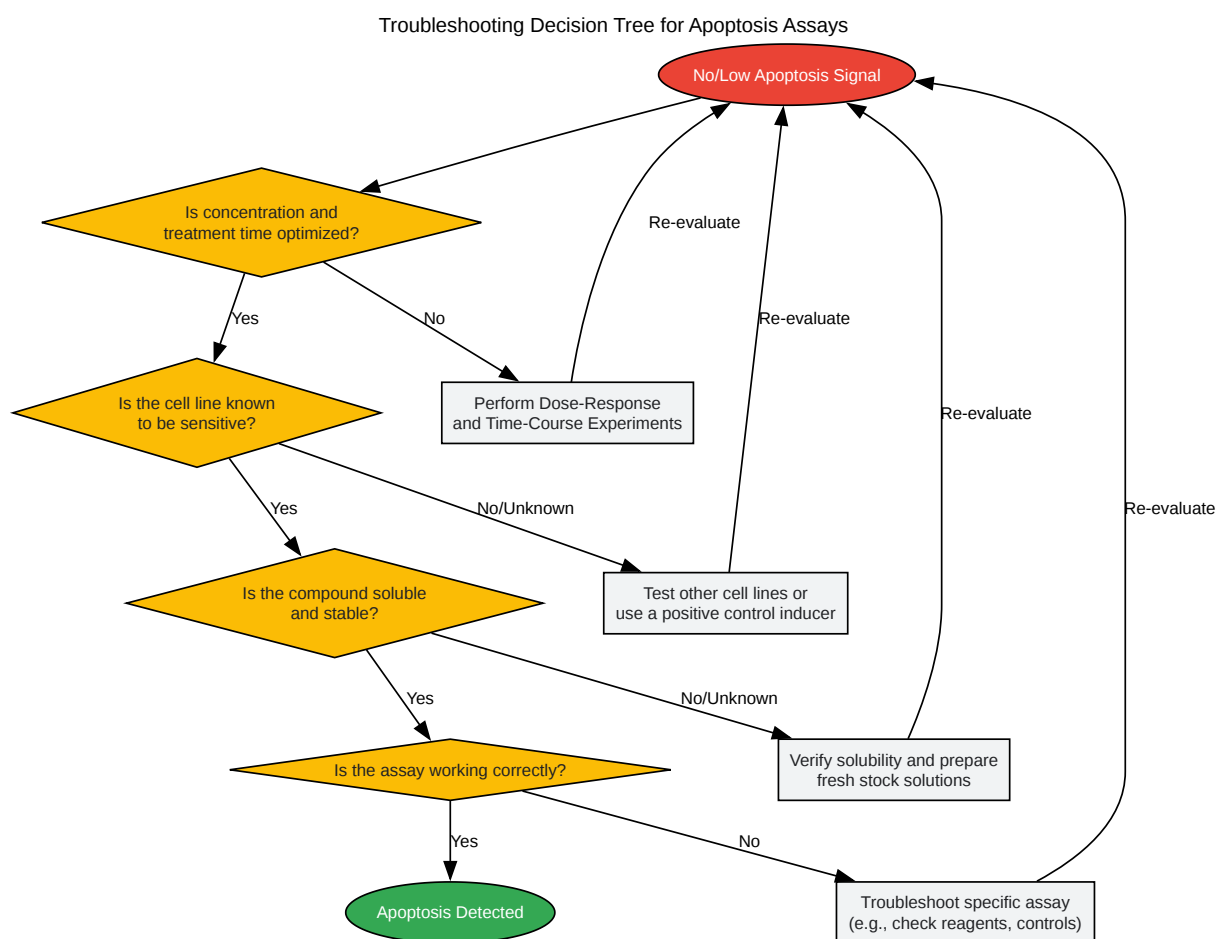 Troubleshooting Decision Tree for Apoptosis Assays
No/Low Apoptosis Signal
Is concentration and
treatment time optimized?
Re-evaluate
Yes
No
Re-evaluate
Is the cell line known
to be sensitive?
Perform Dose-Response
and Time-Course Experiments
Re-evaluate
Yes
No/Unknown
Re-evaluate
Is the compound soluble
and stable?
Test other cell lines or
use a positive control inducer
Yes
No/Unknown
Is the assay working correctly?
Verify solubility and prepare
fresh stock solutions
Yes
No
Apoptosis Detected
Troubleshoot specific assay
(e.g., check reagents, controls)